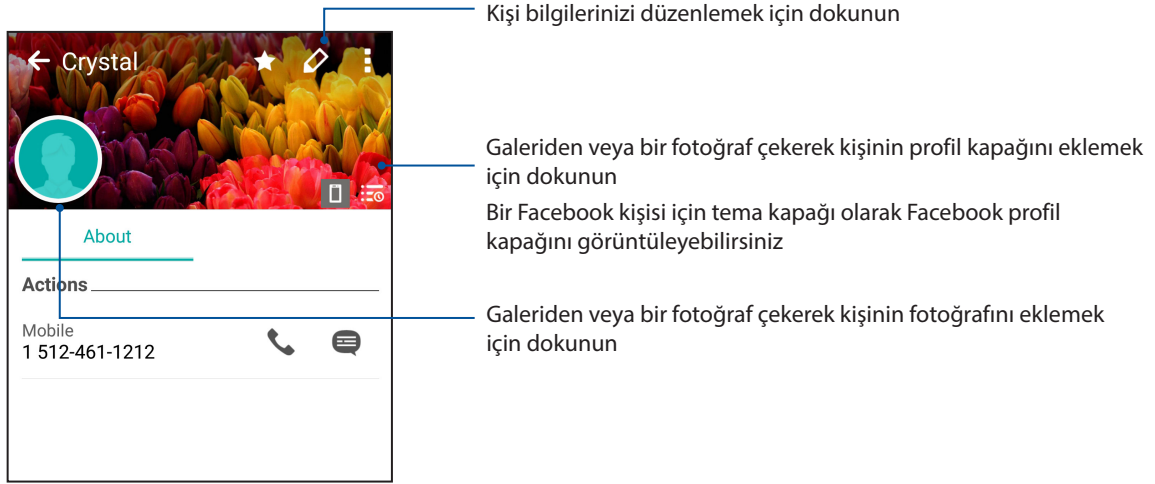 Kişi bilgilerinizi düzenlemek için dokunun
Crystal
Galeriden veya bir fotoğraf çekerek kişinin profil kapağını eklemek
için dokunun
Bir Facebook kişisi için tema kapağı olarak Facebook profil
kapağını görüntüleyebilirsiniz
About
Actions
Mobile
1 512-461-1212
Galeriden veya bir fotoğraf çekerek kişinin fotoğrafını eklemek
için dokunun